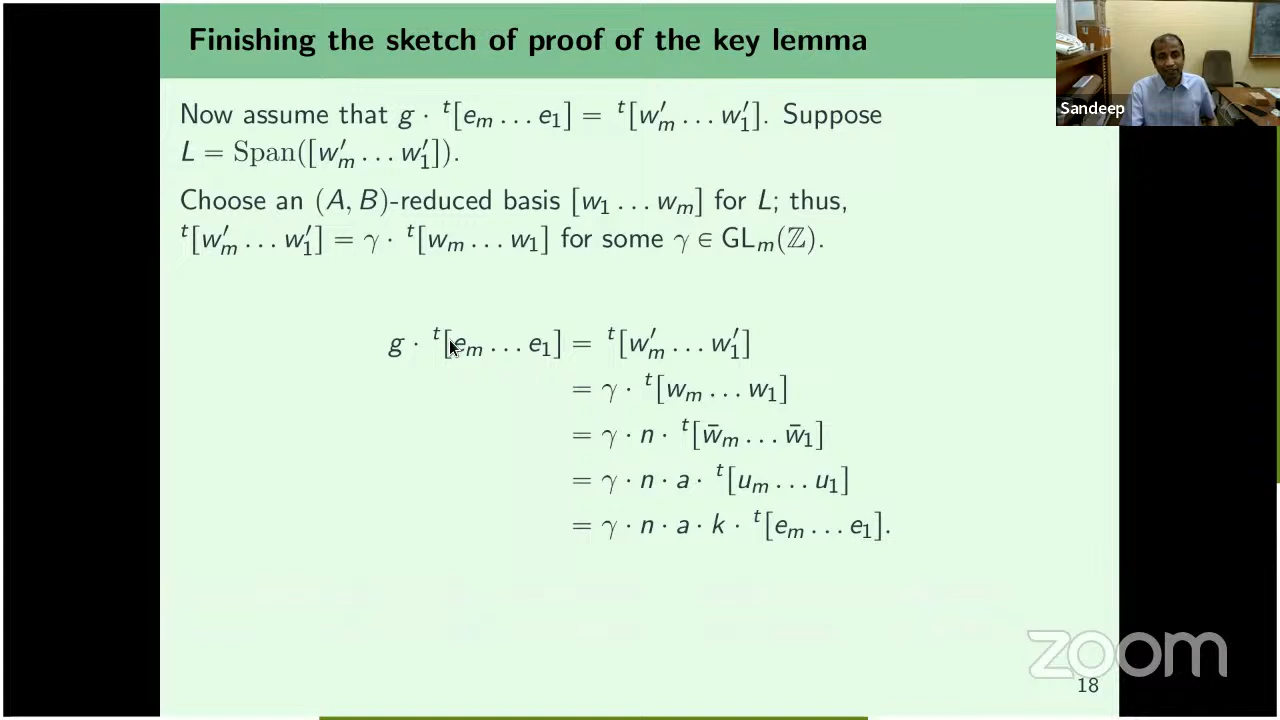 Finishing the sketch of proof of the key lemma
Sandeep
Now assume that g · ᵗ[eₘ … e₁] = ᵗ[w′ₘ … w′₁]. Suppose
L = Span([w′ₘ … w′₁]).
Choose an (A, B)-reduced basis [w₁ … wₘ] for L; thus,
ᵗ[w′ₘ … w′₁] = γ · ᵗ[wₘ … w₁] for some γ ∈ GLₘ(ℤ).
g · ᵗ[eₘ … e₁] = ᵗ[w′ₘ … w′₁]
= γ · ᵗ[wₘ … w₁]
= γ · n · ᵗ[w̄ₘ … w̄₁]
= γ · n · a · ᵗ[uₘ … u₁]
= γ · n · a · k · ᵗ[eₘ … e₁].
zoom
18